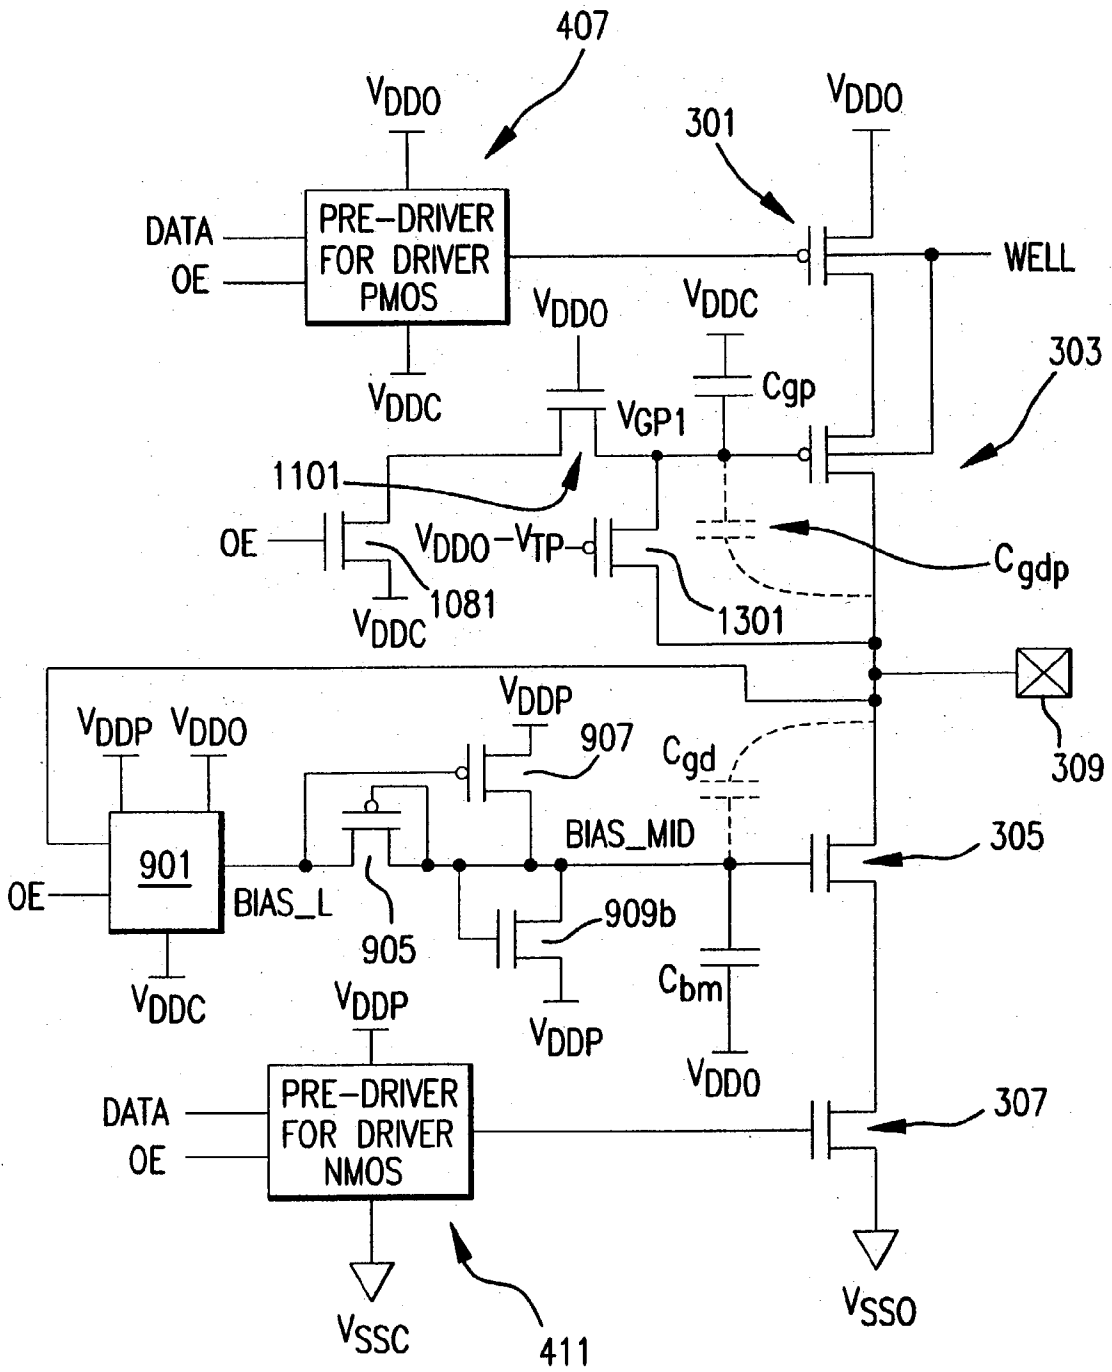 407
VDDO
301
VDDO
PRE-DRIVER
FOR DRIVER
PMOS
DATA
OE
WELL
VDDO
VDDC
VDDC
Cgp
303
VGP1
1101
OE
VDDO-VTP
Cgdp
1081
VDDC
1301
VDDP
VDDP
VDDO
907
Cgd
309
901
BIAS_MID
305
OE
BIAS_L
905
909b
VDDC
VDDP
Cbm
VDDP
VDDO
PRE-DRIVER
FOR DRIVER
NMOS
DATA
OE
307
VSSC
411
VSSO